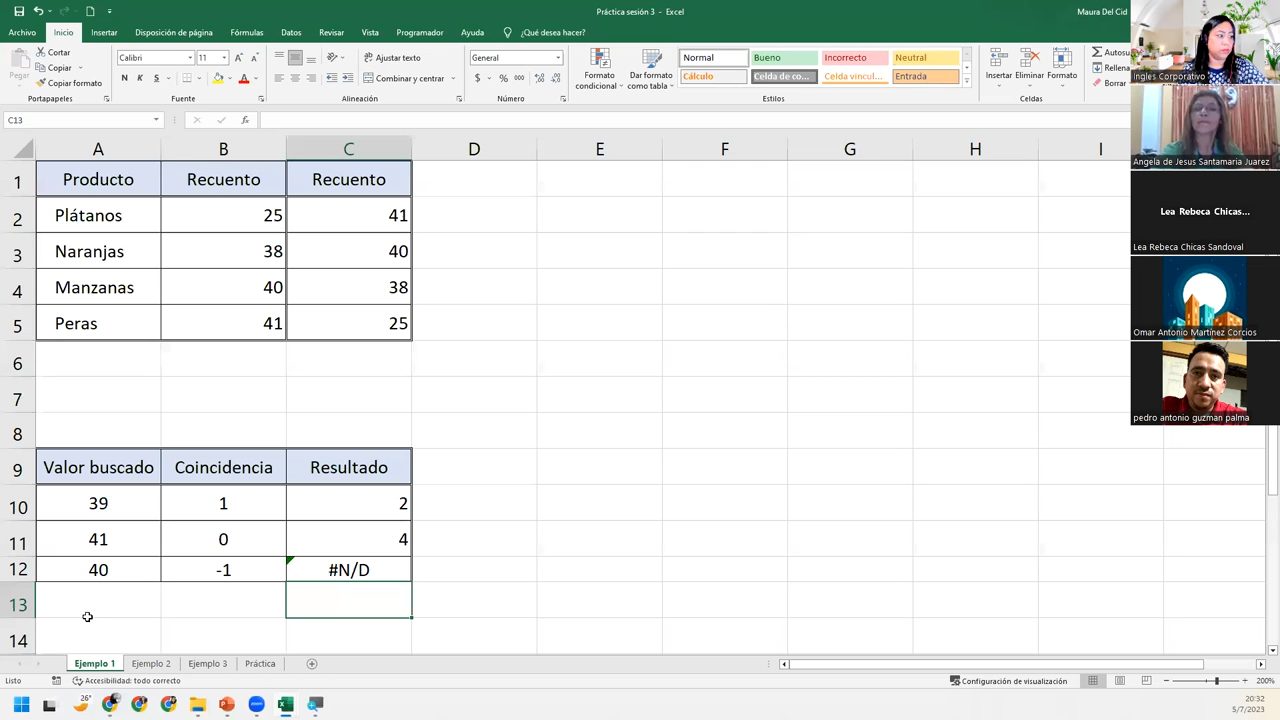 Práctica sesión 3 - Excel
Maura Del Cid
Archivo Inicio Insertar Disposición de página Fórmulas Datos Revisar Vista Programador Ayuda ¿Qué desea hacer?
Cortar
Copiar
Copiar formato
Portapapeles
Calibri 11
N K S
Fuente
Ajustar texto
Combinar y centrar
Alineación
General
$ % 000
Número
Formato condicional
Dar formato como tabla
Normal Bueno Incorrecto Neutral
Cálculo Celda de co... Celda vincul... Entrada
Estilos
Insertar Eliminar Formato
Celdas
Autosu
Rellena
Borrar
C13 fx
A B C D E F G H I
1 Producto Recuento Recuento
2 Plátanos 25 41
3 Naranjas 38 40
4 Manzanas 40 38
5 Peras 41 25
6
7
8
9 Valor buscado Coincidencia Resultado
10 39 1 2
11 41 0 4
12 40 -1 #N/D
13
14
Ejemplo 1 Ejemplo 2 Ejemplo 3 Práctica
Listo Accesibilidad: todo correcto Configuración de visualización 200%
26°
20:32
5/7/2023
Ingles Corporativo
Angela de Jesus Santamaria Juarez
Lea Rebeca Chicas...
Lea Rebeca Chicas Sandoval
Omar Antonio Martínez Corcios
pedro antonio guzman palma